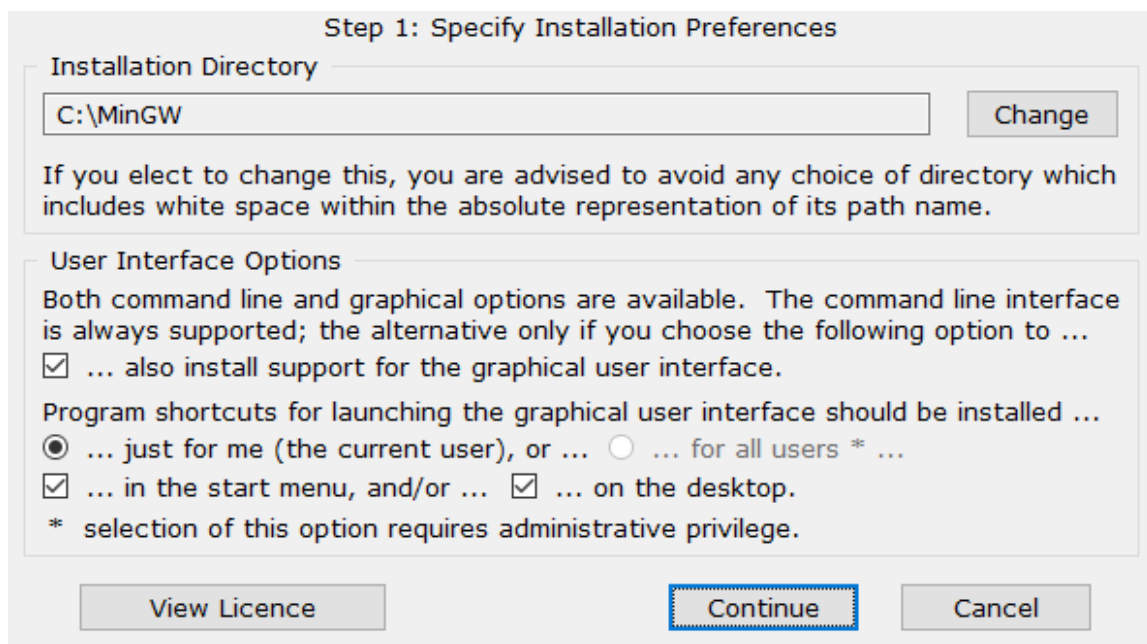 Step 1: Specify Installation Preferences
Installation Directory
C:\MinGW
Change
If you elect to change this, you are advised to avoid any choice of directory which
includes white space within the absolute representation of its path name.
User Interface Options
Both command line and graphical options are available.  The command line interface
is always supported; the alternative only if you choose the following option to ...
... also install support for the graphical user interface.
Program shortcuts for launching the graphical user interface should be installed ...
... just for me (the current user), or ... ... for all users * ...
... in the start menu, and/or ... ... on the desktop.
* selection of this option requires administrative privilege.
View Licence Continue Cancel